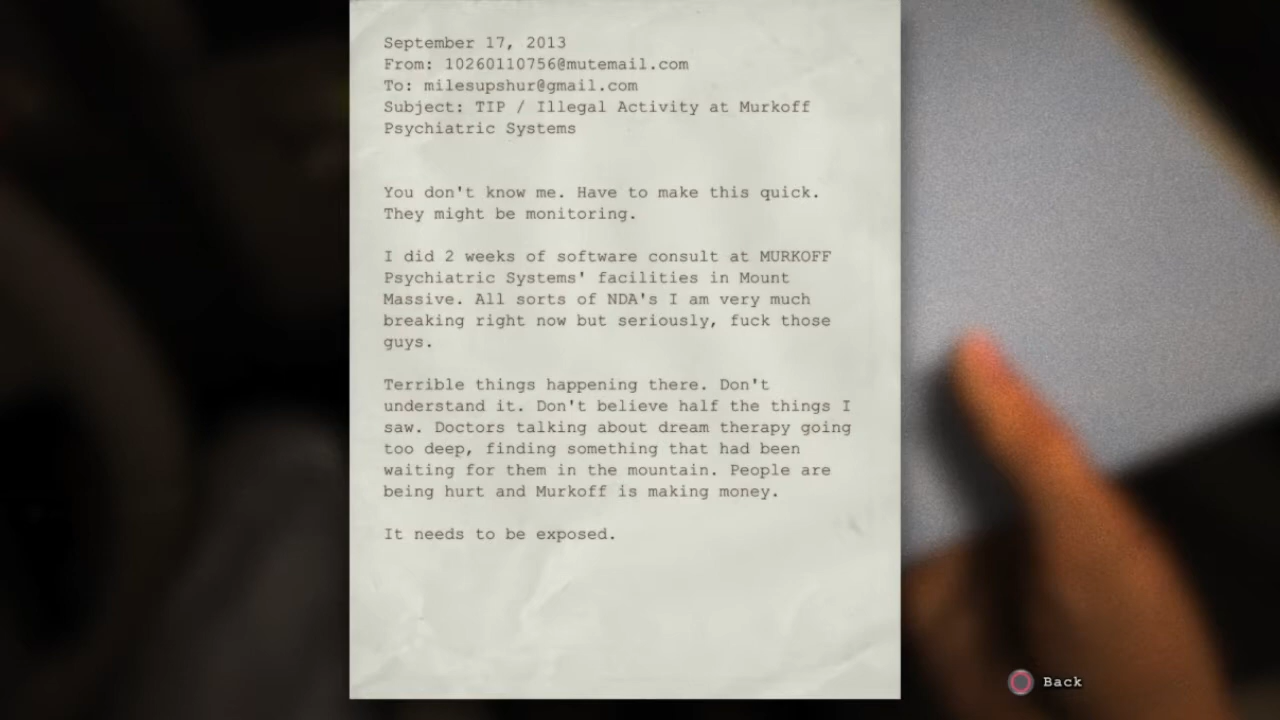 September 17, 2013
From: 10260110756@mutemail.com
To: milesupshur@gmail.com
Subject: TIP / Illegal Activity at Murkoff
Psychiatric Systems
You don't know me. Have to make this quick.
They might be monitoring.
I did 2 weeks of software consult at MURKOFF
Psychiatric Systems' facilities in Mount
Massive. All sorts of NDA's I am very much
breaking right now but seriously, fuck those
guys.
Terrible things happening there. Don't
understand it. Don't believe half the things I
saw. Doctors talking about dream therapy going
too deep, finding something that had been
waiting for them in the mountain. People are
being hurt and Murkoff is making money.
It needs to be exposed.
Back